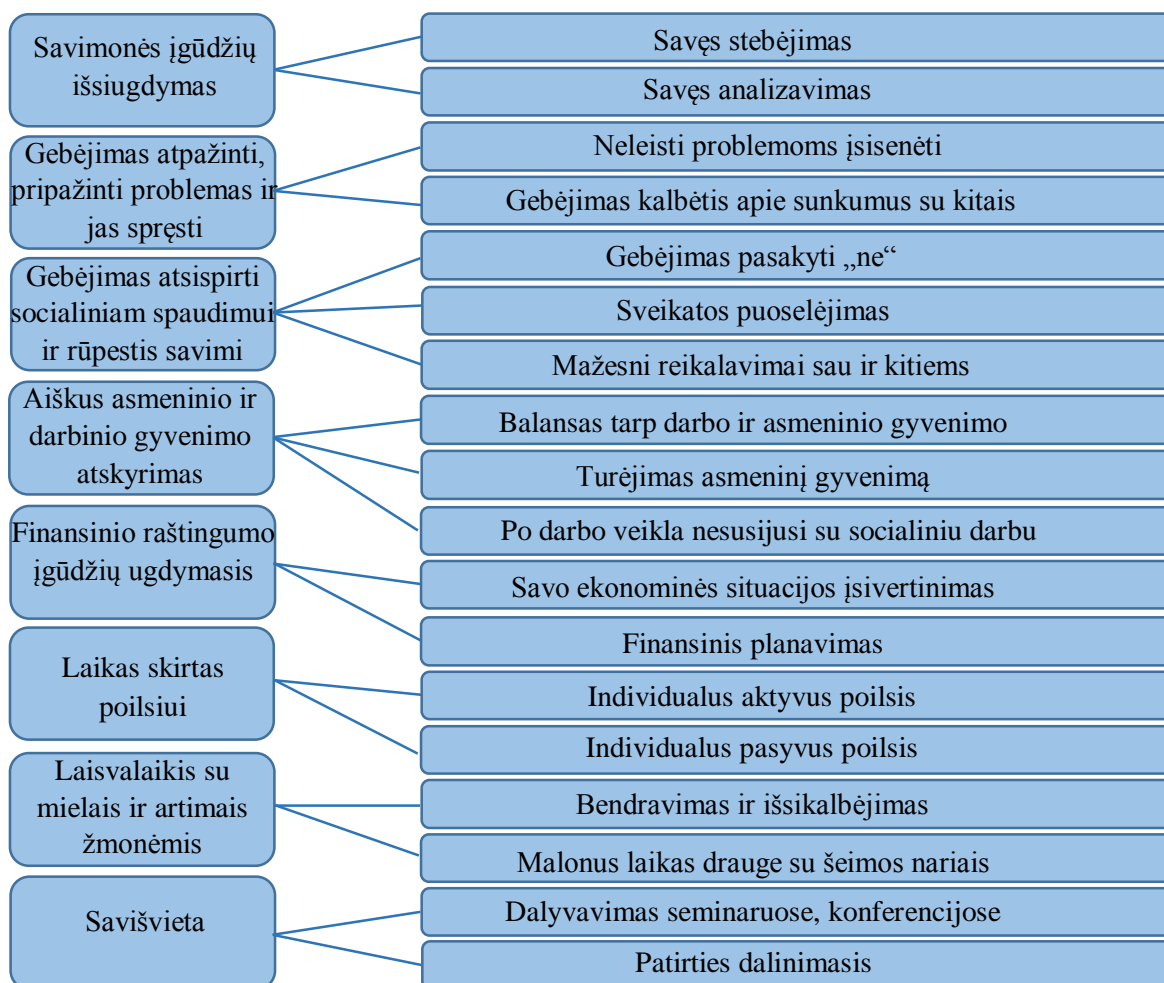 Savimonės įgūdžių
išsiugdymas
Savęs stebėjimas
Savęs analizavimas
Gebėjimas atpažinti,
pripažinti problemas ir
jas spręsti
Neleisti problemoms įsisenėti
Gebėjimas kalbėtis apie sunkumus su kitais
Gebėjimas atsispirti
socialiniam spaudimui
ir rūpestis savimi
Gebėjimas pasakyti „ne“
Sveikatos puoselėjimas
Mažesni reikalavimai sau ir kitiems
Aiškus asmeninio ir
darbinio gyvenimo
atskyrimas
Balansas tarp darbo ir asmeninio gyvenimo
Turėjimas asmeninį gyvenimą
Po darbo veikla nesusijusi su socialiniu darbu
Finansinio raštingumo
įgūdžių ugdymasis
Savo ekonominės situacijos įsivertinimas
Finansinis planavimas
Laikas skirtas
poilsiui
Individualus aktyvus poilsis
Individualus pasyvus poilsis
Laisvalaikis su
mielais ir artimais
žmonėmis
Bendravimas ir išsikalbėjimas
Malonus laikas drauge su šeimos nariais
Savišvieta
Dalyvavimas seminaruose, konferencijose
Patirties dalinimasis